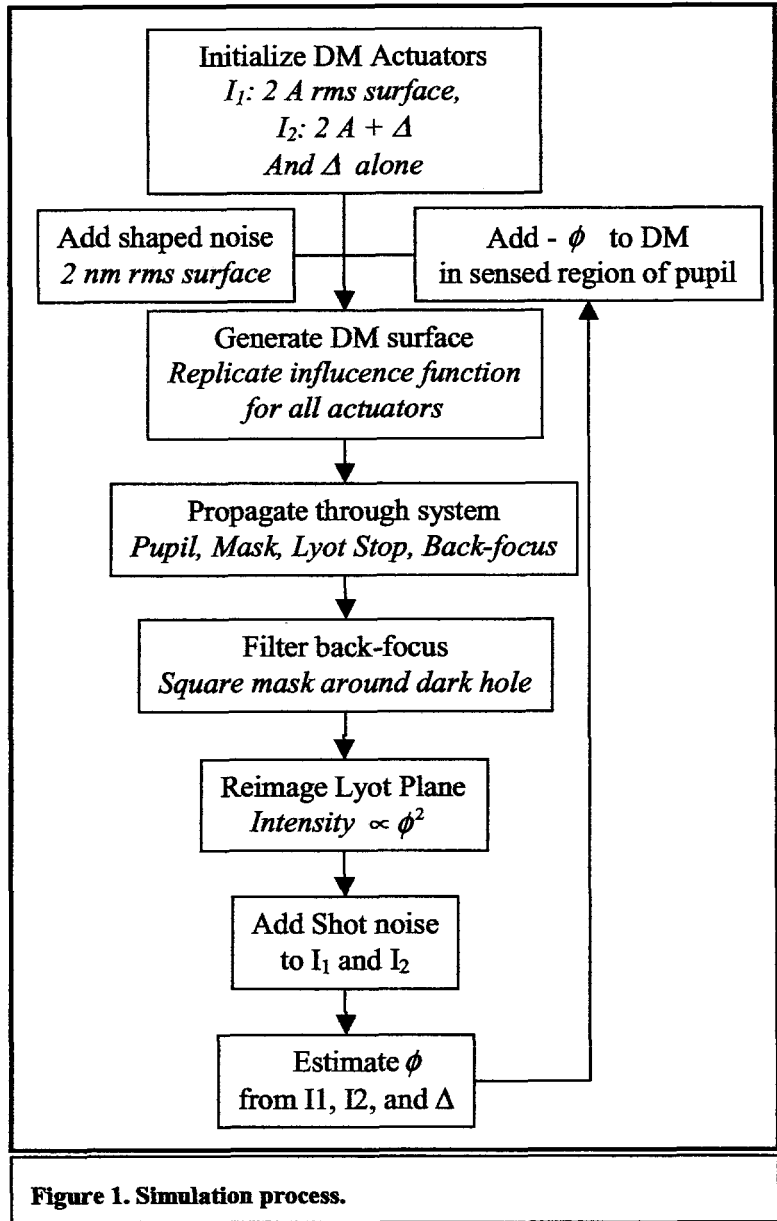 Initialize DM Actuators
I₁: 2 A rms surface,
I₂: 2 A + Δ
And Δ alone
Add shaped noise
2 nm rms surface
Add - ϕ to DM
in sensed region of pupil
Generate DM surface
Replicate influcence function
for all actuators
Propagate through system
Pupil, Mask, Lyot Stop, Back-focus
Filter back-focus
Square mask around dark hole
Reimage Lyot Plane
Intensity ∝ ϕ²
Add Shot noise
to I₁ and I₂
Estimate ϕ
from I1, I2, and Δ
Figure 1. Simulation process.